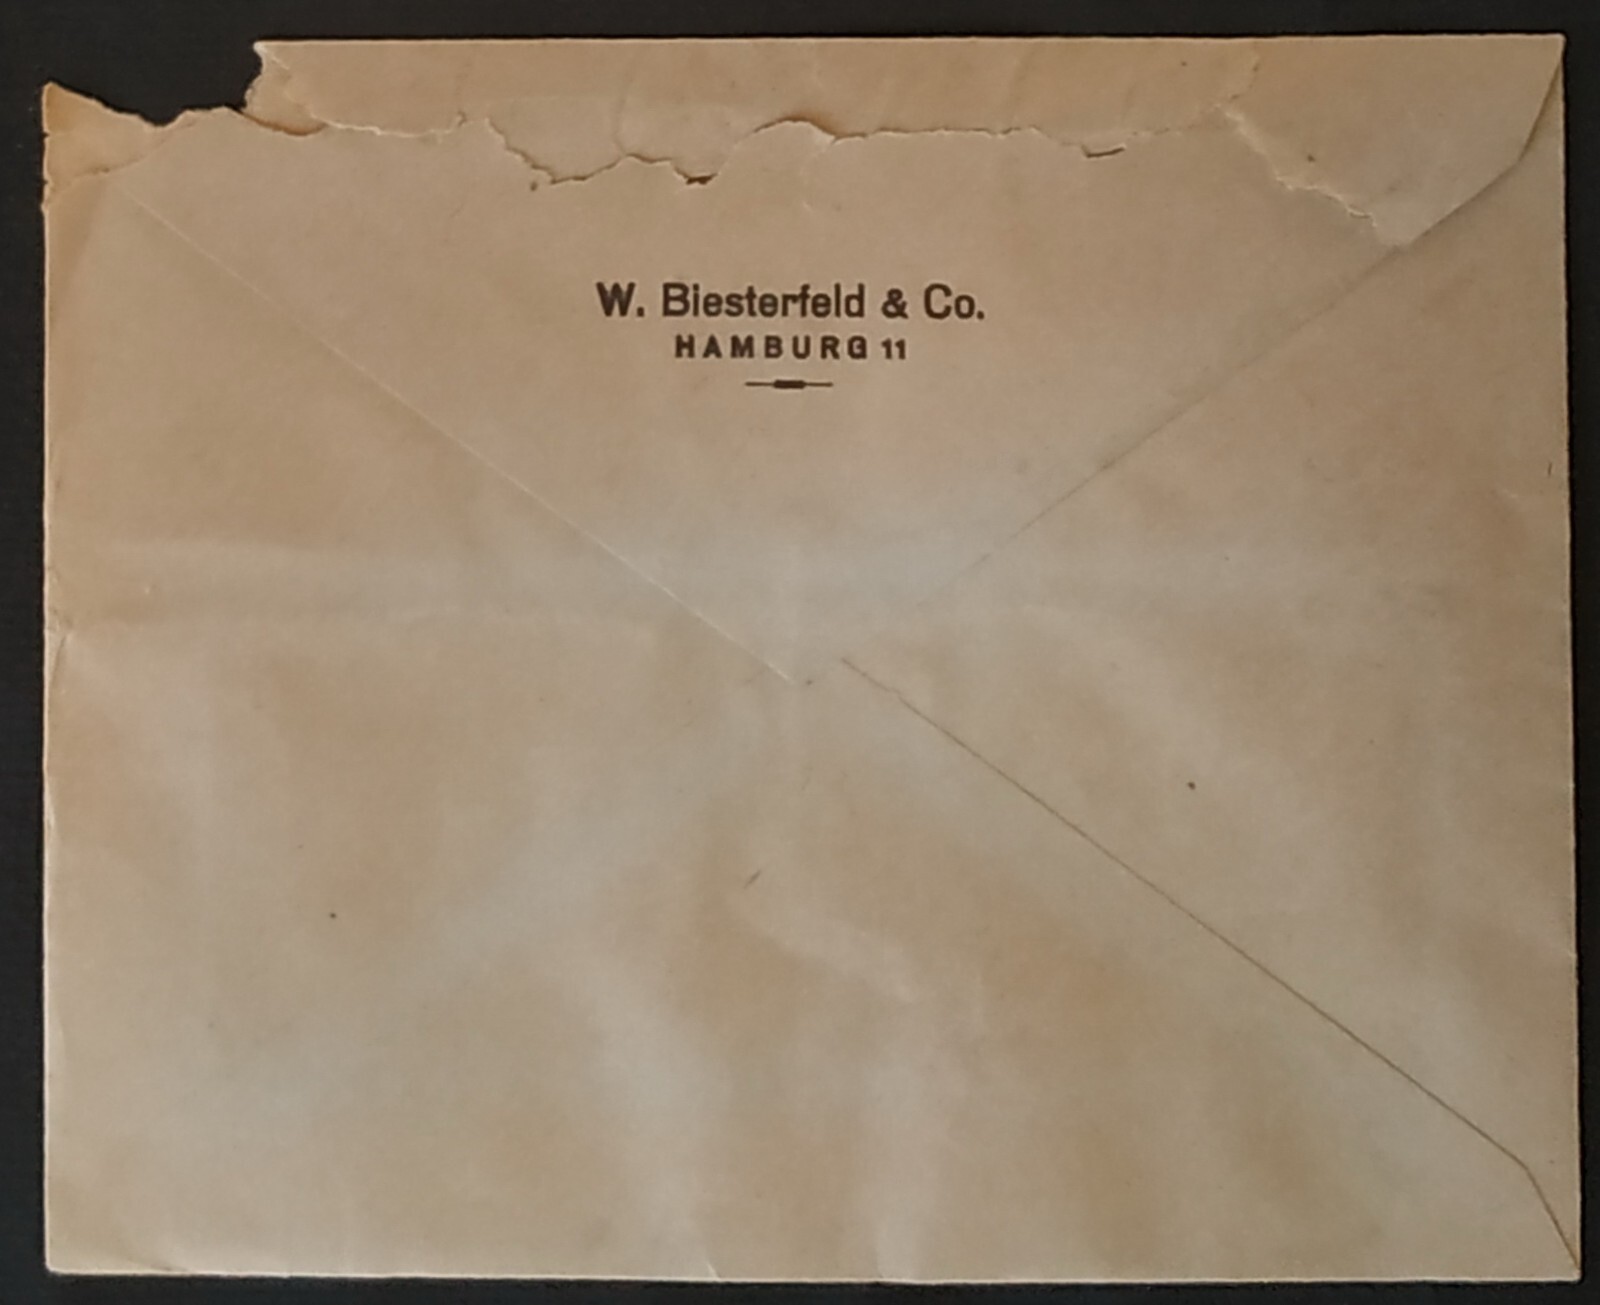 W. Biesterfeld & Co.
HAMBURG 11